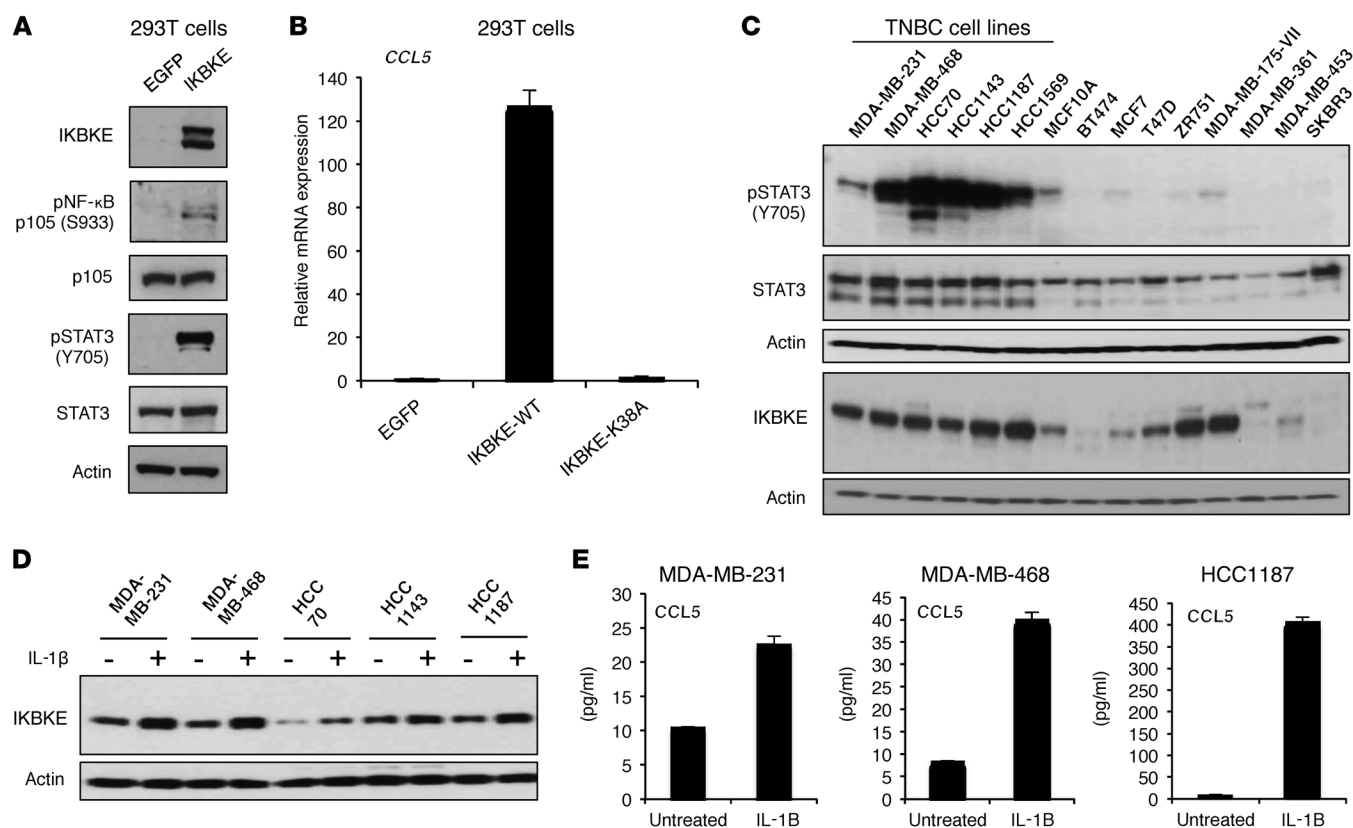 A
293T cells
EGFP
IKBKE
IKBKE
pNF-κB
p105 (S933)
p105
pSTAT3
(Y705)
STAT3
Actin
B
293T cells
CCL5
Relative mRNA expression
140
120
100
80
60
40
20
0
EGFP
IKBKE-WT
IKBKE-K38A
C
TNBC cell lines
MDA-MB-231
MDA-MB-468
HCC70
HCC1143
HCC1187
HCC1569
MCF10A
BT474
MCF7
T47D
ZR751
MDA-MB-175-VII
MDA-MB-361
MDA-MB-453
SKBR3
pSTAT3
(Y705)
STAT3
Actin
IKBKE
Actin
D
MDA-
MB-231
MDA-
MB-468
HCC
70
HCC
1143
HCC
1187
IL-1β - + - + - + - + - +
IKBKE
Actin
E
MDA-MB-231
CCL5
(pg/ml)
30
25
20
15
10
5
0
Untreated IL-1B
MDA-MB-468
CCL5
(pg/ml)
45
40
35
30
25
20
15
10
5
0
Untreated IL-1B
HCC1187
CCL5
(pg/ml)
450
400
350
300
250
200
150
100
50
0
Untreated IL-1B